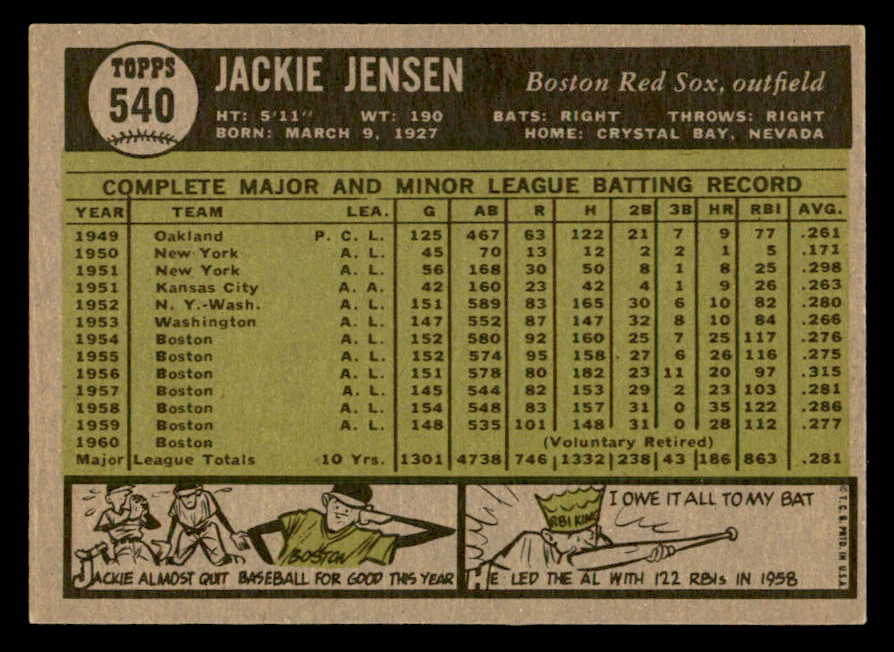 TOPPS
540
JACKIE JENSEN
Boston Red Sox, outfield
HT: 5'11" WT: 190 BATS: RIGHT THROWS: RIGHT
BORN: MARCH 9, 1927 HOME: CRYSTAL BAY, NEVADA
COMPLETE MAJOR AND MINOR LEAGUE BATTING RECORD
YEAR TEAM LEA. G AB R H 2B 3B HR RBI AVG.
1949 Oakland P. C. L. 125 467 63 122 21 7 9 77 .261
1950 New York A. L. 45 70 13 12 2 2 1 5 .171
1951 New York A. L. 56 168 30 50 8 1 8 25 .298
1951 Kansas City A. A. 42 160 23 42 4 1 9 26 .263
1952 N. Y.-Wash. A. L. 151 589 83 165 30 6 10 82 .280
1953 Washington A. L. 147 552 87 147 32 8 10 84 .266
1954 Boston A. L. 152 580 92 160 25 7 25 117 .276
1955 Boston A. L. 152 574 95 158 27 6 26 116 .275
1956 Boston A. L. 151 578 80 182 23 11 20 97 .315
1957 Boston A. L. 145 544 82 153 29 2 23 103 .281
1958 Boston A. L. 154 548 83 157 31 0 35 122 .286
1959 Boston A. L. 148 535 101 148 31 0 28 112 .277
1960 Boston (Voluntary Retired)
Major League Totals 10 Yrs. 1301 4738 746 1332 238 43 186 863 .281
BOSTON
JACKIE ALMOST QUIT BASEBALL FOR GOOD THIS YEAR
RBI KING
I OWE IT ALL TO MY BAT
HE LED THE AL WITH 122 RBIs IN 1958
© T. C. G. PRTD. IN U.S.A.